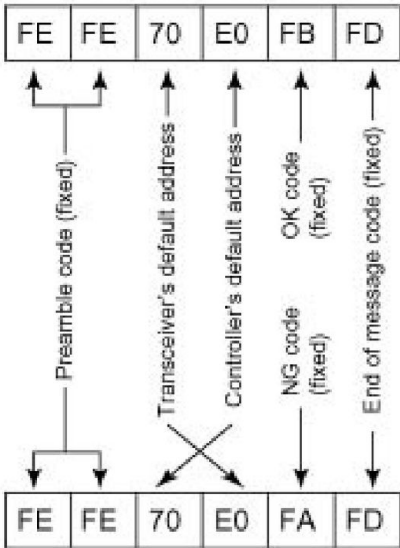 FE FE 70 E0 FB FD
Preamble code (fixed)
Transceiver's default address
Controller's default address
OK code
(fixed)
NG code
(fixed)
End of message code (fixed)
FE FE 70 E0 FA FD